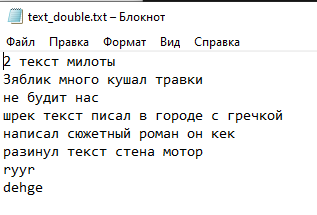 text_double.txt – Блокнот
Файл Правка Формат Вид Справка
2 текст милоты
Зяблик много кушал травки
не будит нас
шрек текст писал в городе с гречкой
написал сюжетный роман он кек
разинул текст стена мотор
ryyr
dehge